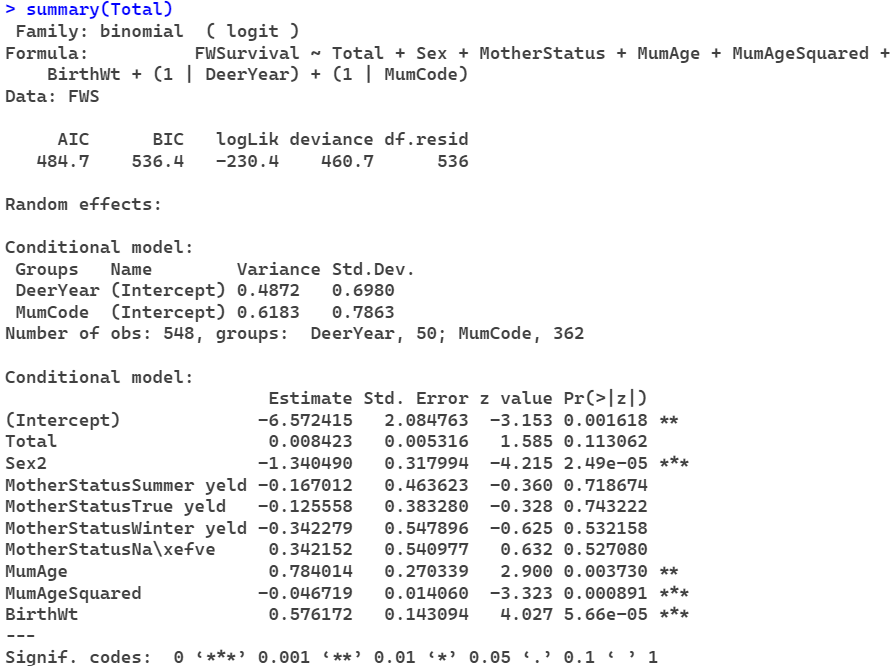 > summary(Total)
 Family: binomial  ( logit )
Formula:          FWSurvival ~ Total + Sex + MotherStatus + MumAge + MumAgeSquared +
    BirthWt + (1 | DeerYear) + (1 | MumCode)
Data: FWS

     AIC      BIC   logLik deviance df.resid
   484.7    536.4   -230.4    460.7      536

Random effects:

Conditional model:
 Groups   Name        Variance Std.Dev.
 DeerYear (Intercept) 0.4872   0.6980
 MumCode  (Intercept) 0.6183   0.7863
Number of obs: 548, groups:  DeerYear, 50; MumCode, 362

Conditional model:
                         Estimate Std. Error z value Pr(>|z|)
(Intercept)             -6.572415   2.084763  -3.153 0.001618 **
Total                    0.008423   0.005316   1.585 0.113062
Sex2                    -1.340490   0.317994  -4.215 2.49e-05 ***
MotherStatusSummer yeld -0.167012   0.463623  -0.360 0.718674
MotherStatusTrue yeld   -0.125558   0.383280  -0.328 0.743222
MotherStatusWinter yeld -0.342279   0.547896  -0.625 0.532158
MotherStatusNa\xefve     0.342152   0.540977   0.632 0.527080
MumAge                   0.784014   0.270339   2.900 0.003730 **
MumAgeSquared           -0.046719   0.014060  -3.323 0.000891 ***
BirthWt                  0.576172   0.143094   4.027 5.66e-05 ***
---
Signif. codes:  0 ‘***’ 0.001 ‘**’ 0.01 ‘*’ 0.05 ‘.’ 0.1 ‘ ’ 1